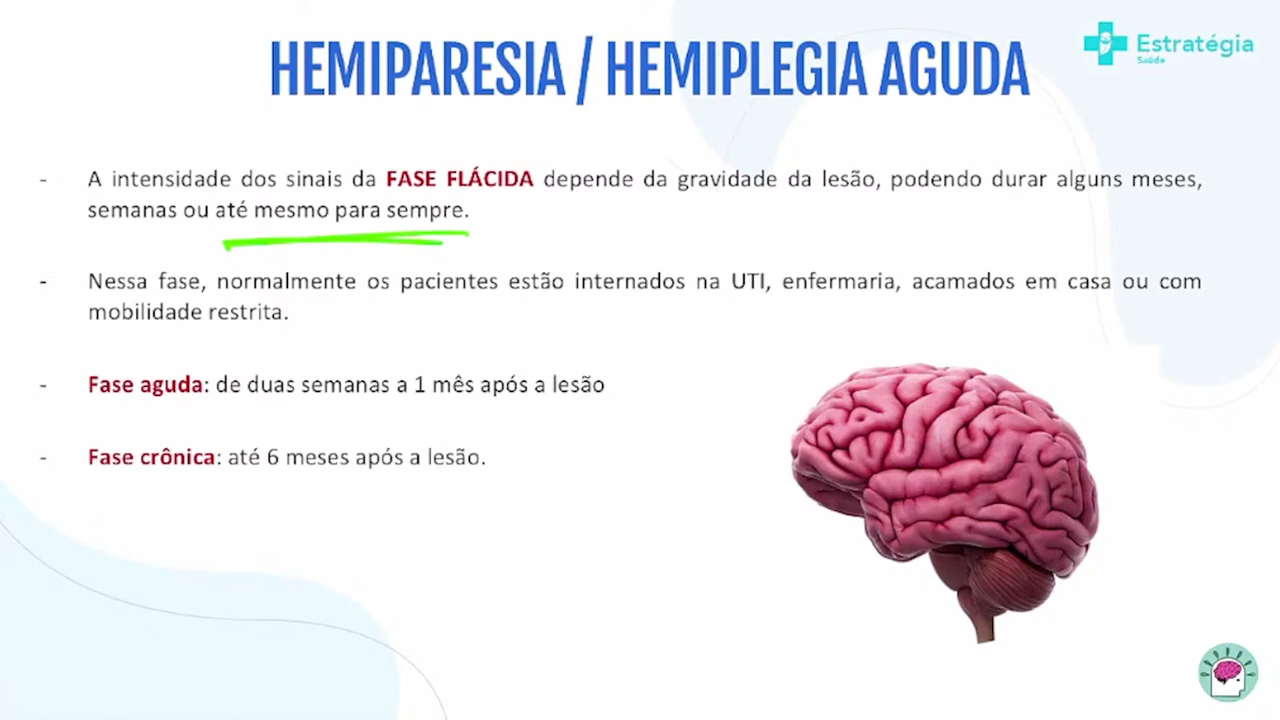 HEMIPARESIA / HEMIPLEGIA AGUDA
Estratégia
Saúde
- A intensidade dos sinais da FASE FLÁCIDA depende da gravidade da lesão, podendo durar alguns meses,
semanas ou até mesmo para sempre.
- Nessa fase, normalmente os pacientes estão internados na UTI, enfermaria, acamados em casa ou com
mobilidade restrita.
- Fase aguda: de duas semanas a 1 mês após a lesão
- Fase crônica: até 6 meses após a lesão.